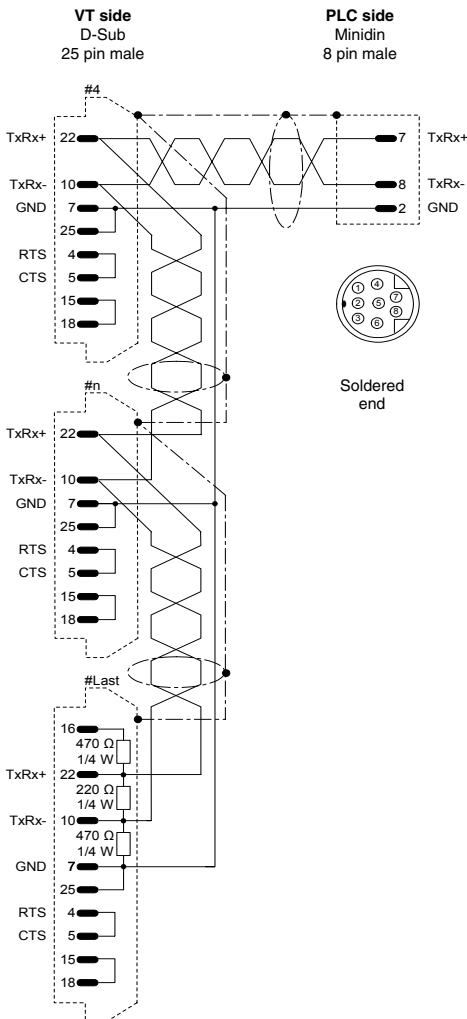 VT side
D-Sub
25 pin male
PLC side
Minidin
8 pin male
#4
TxRx+ 22
7 TxRx+
TxRx- 10
8 TxRx-
GND 7
2 GND
25
RTS 4
CTS 5
15
18
1 4 7
2 5 8
3 6
Soldered
end
#n
TxRx+ 22
TxRx- 10
GND 7
25
RTS 4
CTS 5
15
18
#Last
16
470 Ω
1/4 W
TxRx+ 22
220 Ω
1/4 W
TxRx- 10
470 Ω
1/4 W
GND 7
25
RTS 4
CTS 5
15
18